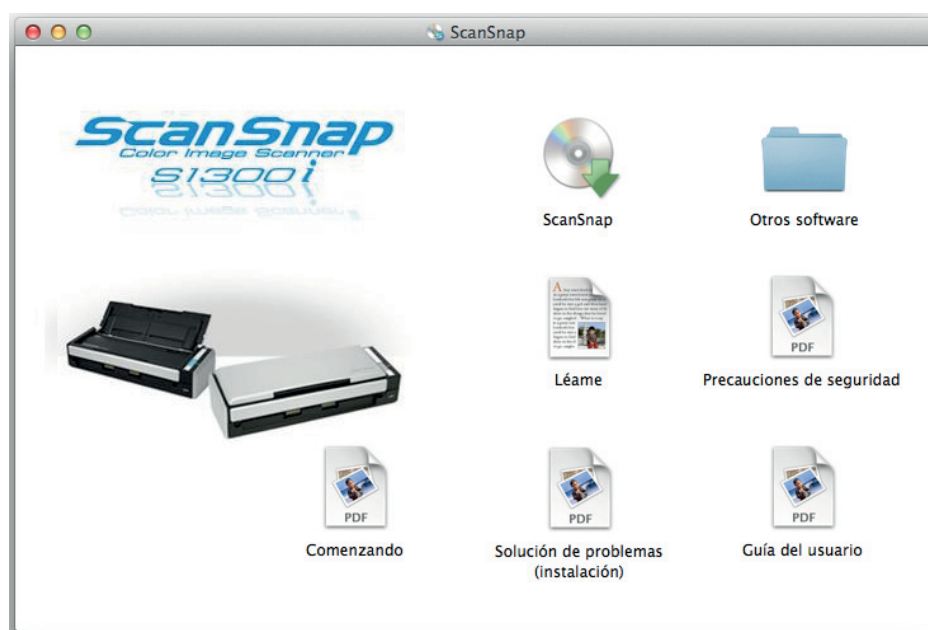 ScanSnap
ScanSnap
Color Image Scanner
S1300i
ScanSnap
Otros software
Léame
PDF
Precauciones de seguridad
PDF
Comenzando
PDF
Solución de problemas
(instalación)
PDF
Guía del usuario